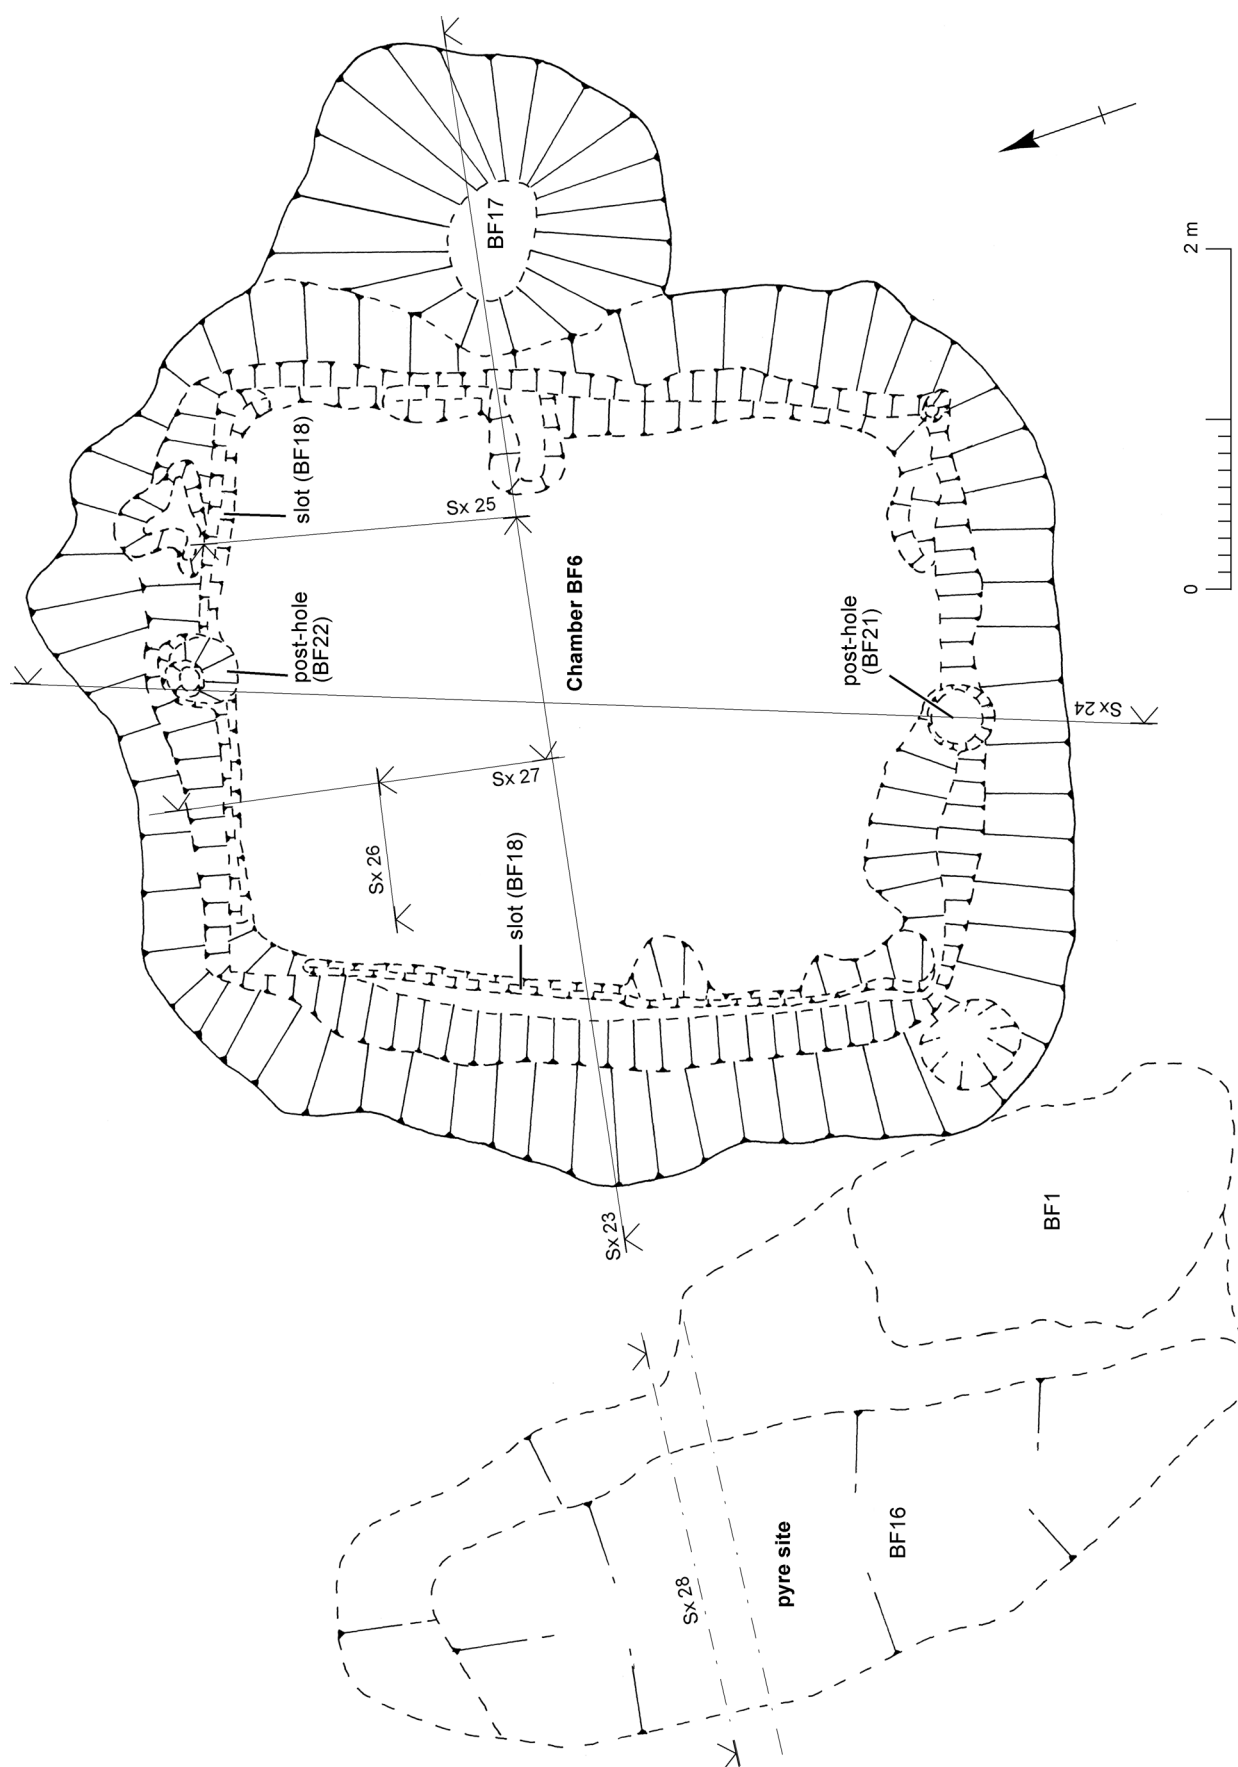 BF17
2 m
slot (BF18)
Sx 25
Chamber BF6
post-hole
(BF22)
post-hole
(BF21)
0
Sx 24
Sx 27
Sx 26
slot (BF18)
Sx 23
BF1
pyre site
BF16
Sx 28